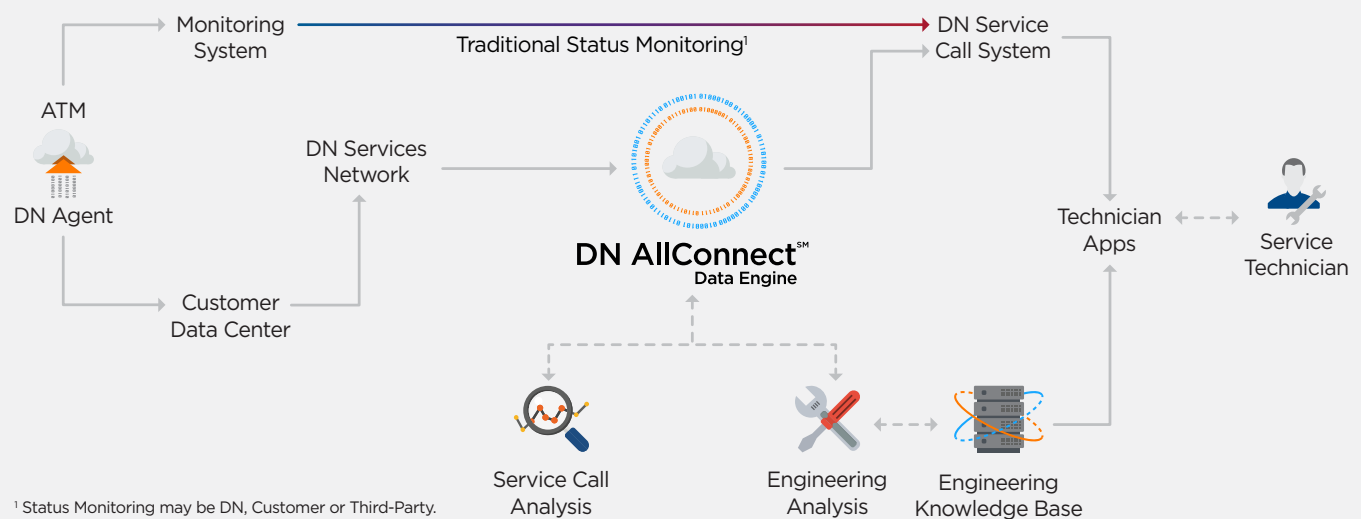 Monitoring
System
Traditional Status Monitoring¹
DN Service
Call System
ATM
DN Agent
DN Services
Network
DN AllConnect℠
Data Engine
Customer
Data Center
Technician
Apps
Service
Technician
Service Call
Analysis
Engineering
Analysis
Engineering
Knowledge Base
¹ Status Monitoring may be DN, Customer or Third-Party.